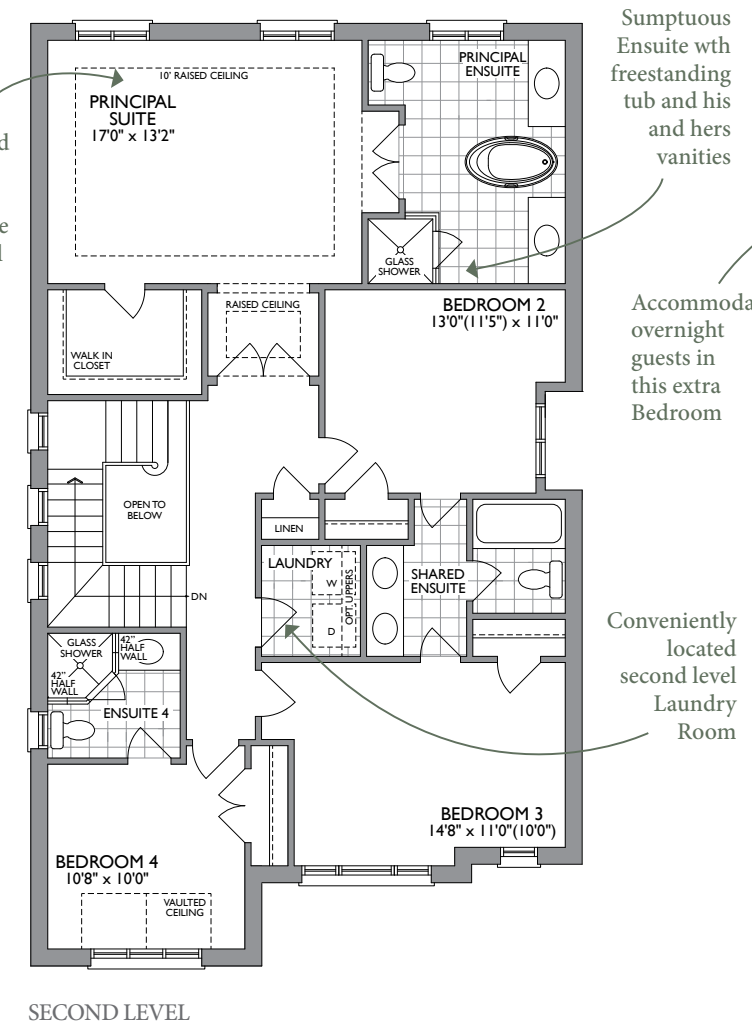 Sumptuous
Ensuite wth
freestanding
tub and his
and hers
vanities
10' RAISED CEILING
PRINCIPAL
SUITE
17'0" x 13'2"
PRINCIPAL
ENSUITE
GLASS
SHOWER
RAISED CEILING
WALK IN
CLOSET
BEDROOM 2
13'0"(11'5") x 11'0"
Accommoda
overnight
guests in
this extra
Bedroom
OPEN TO
BELOW
LINEN
LAUNDRY
W
D
OPT. UPPERS
SHARED
ENSUITE
DN
GLASS
SHOWER
42"
HALF
WALL
42"
HALF
WALL
ENSUITE 4
Conveniently
located
second level
Laundry
Room
BEDROOM 3
14'8" x 11'0"(10'0")
BEDROOM 4
10'8" x 10'0"
VAULTED
CEILING
SECOND LEVEL